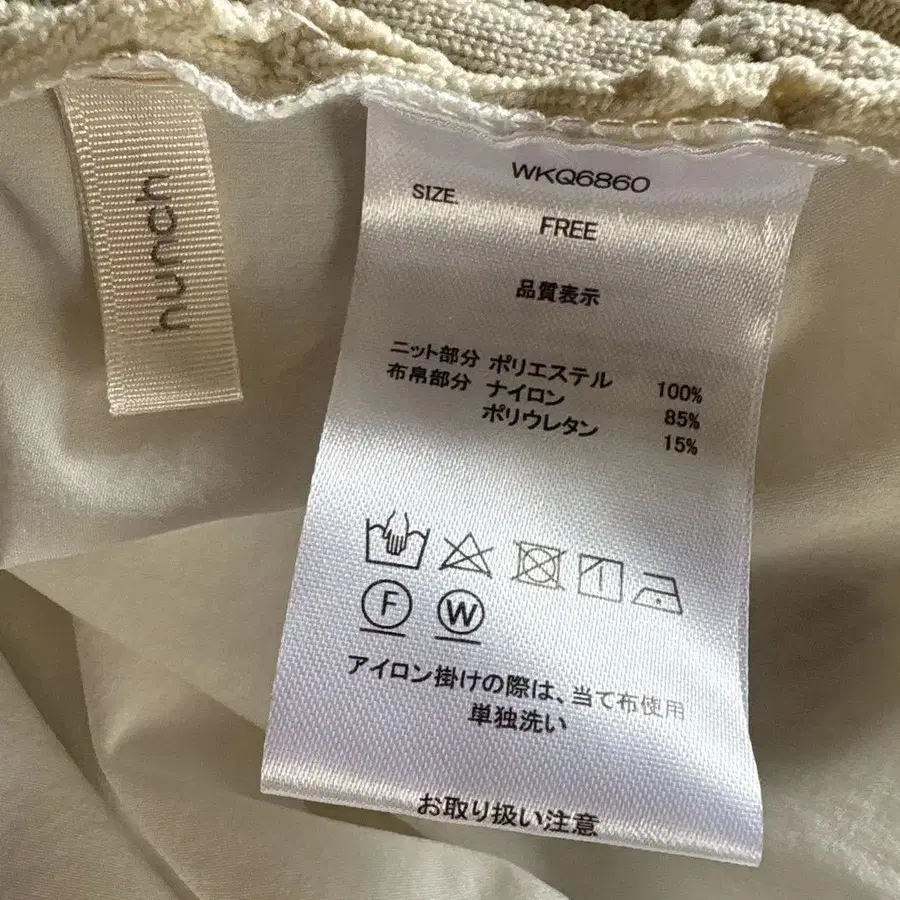 hunch
WKQ6860
SIZE.
FREE
品質表示
ニット部分 ポリエステル 100%
布帛部分 ナイロン 85%
ポリウレタン 15%
F W
アイロン掛けの際は、当て布使用
単独洗い
お取り扱い注意